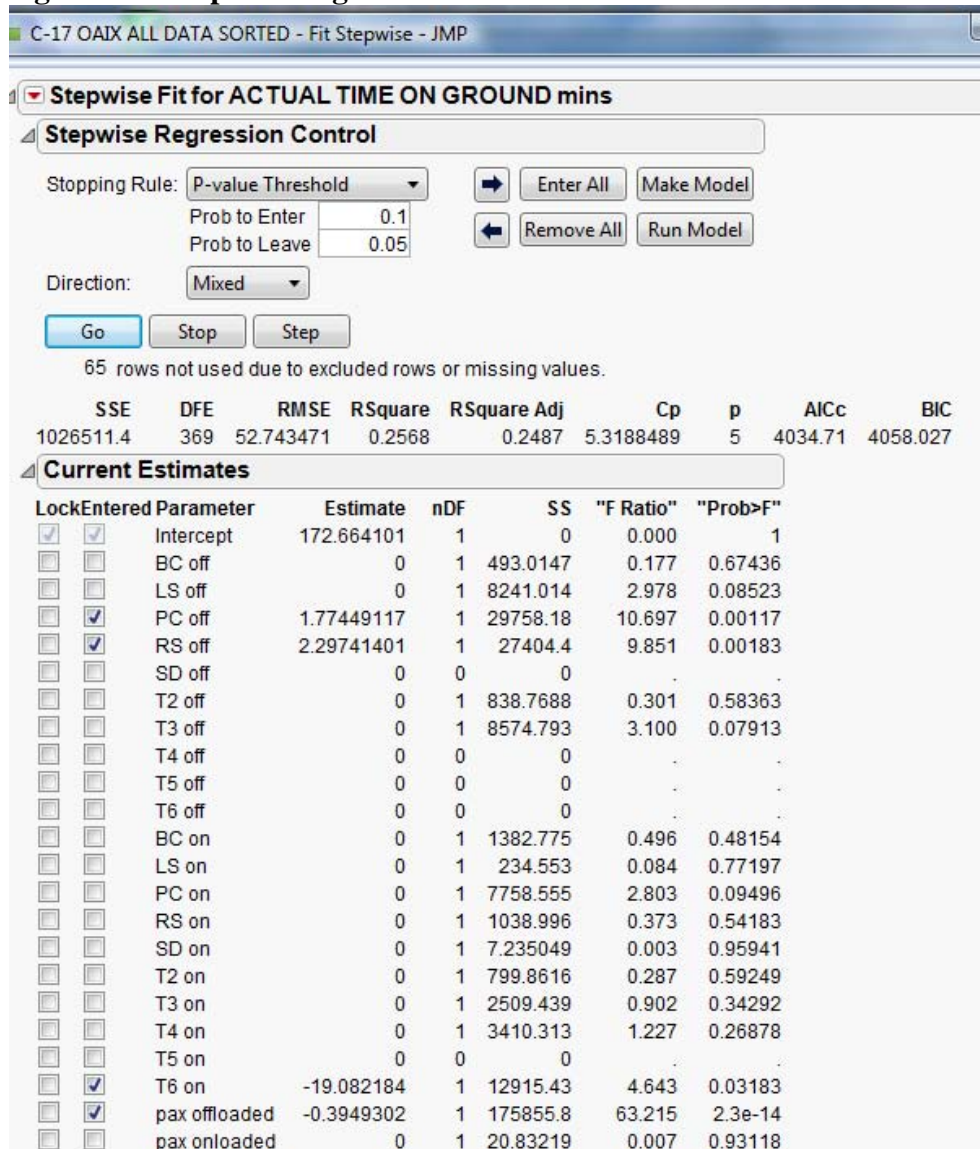 C-17 OAIX ALL DATA SORTED - Fit Stepwise - JMP
Stepwise Fit for ACTUAL TIME ON GROUND mins
Stepwise Regression Control
Stopping Rule: P-value Threshold Enter All Make Model
Prob to Enter 0.1
Prob to Leave 0.05 Remove All Run Model
Direction: Mixed
Go Stop Step
65 rows not used due to excluded rows or missing values.
SSE DFE RMSE RSquare RSquare Adj Cp p AICc BIC
1026511.4 369 52.743471 0.2568 0.2487 5.3188489 5 4034.71 4058.027
Current Estimates
Lock Entered Parameter Estimate nDF SS "F Ratio" "Prob>F"
Intercept 172.664101 1 0 0.000 1
BC off 0 1 493.0147 0.177 0.67436
LS off 0 1 8241.014 2.978 0.08523
PC off 1.77449117 1 29758.18 10.697 0.00117
RS off 2.29741401 1 27404.4 9.851 0.00183
SD off 0 0 0 . .
T2 off 0 1 838.7688 0.301 0.58363
T3 off 0 1 8574.793 3.100 0.07913
T4 off 0 0 0 . .
T5 off 0 0 0 . .
T6 off 0 0 0 . .
BC on 0 1 1382.775 0.496 0.48154
LS on 0 1 234.553 0.084 0.77197
PC on 0 1 7758.555 2.803 0.09496
RS on 0 1 1038.996 0.373 0.54183
SD on 0 1 7.235049 0.003 0.95941
T2 on 0 1 799.8616 0.287 0.59249
T3 on 0 1 2509.439 0.902 0.34292
T4 on 0 1 3410.313 1.227 0.26878
T5 on 0 0 0 . .
T6 on -19.082184 1 12915.43 4.643 0.03183
pax offloaded -0.3949302 1 175855.8 63.215 2.3e-14
pax onloaded 0 1 20.83219 0.007 0.93118